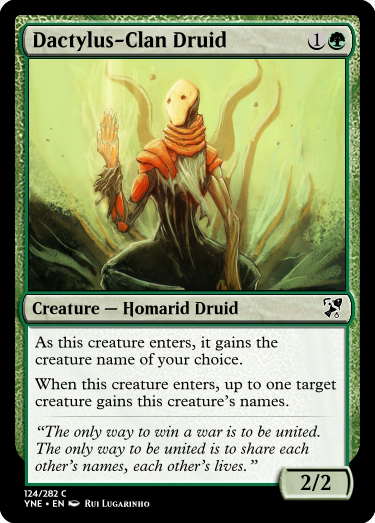 Dactylus-Clan Druid 1
Creature — Homarid Druid
As this creature enters, it gains the
creature name of your choice.
When this creature enters, up to one target
creature gains this creature's names.
“The only way to win a war is to be united.
The only way to be united is to share each
other's names, each other's lives.”
2/2
124/282 C
YNE • EN Rui Lugarinho